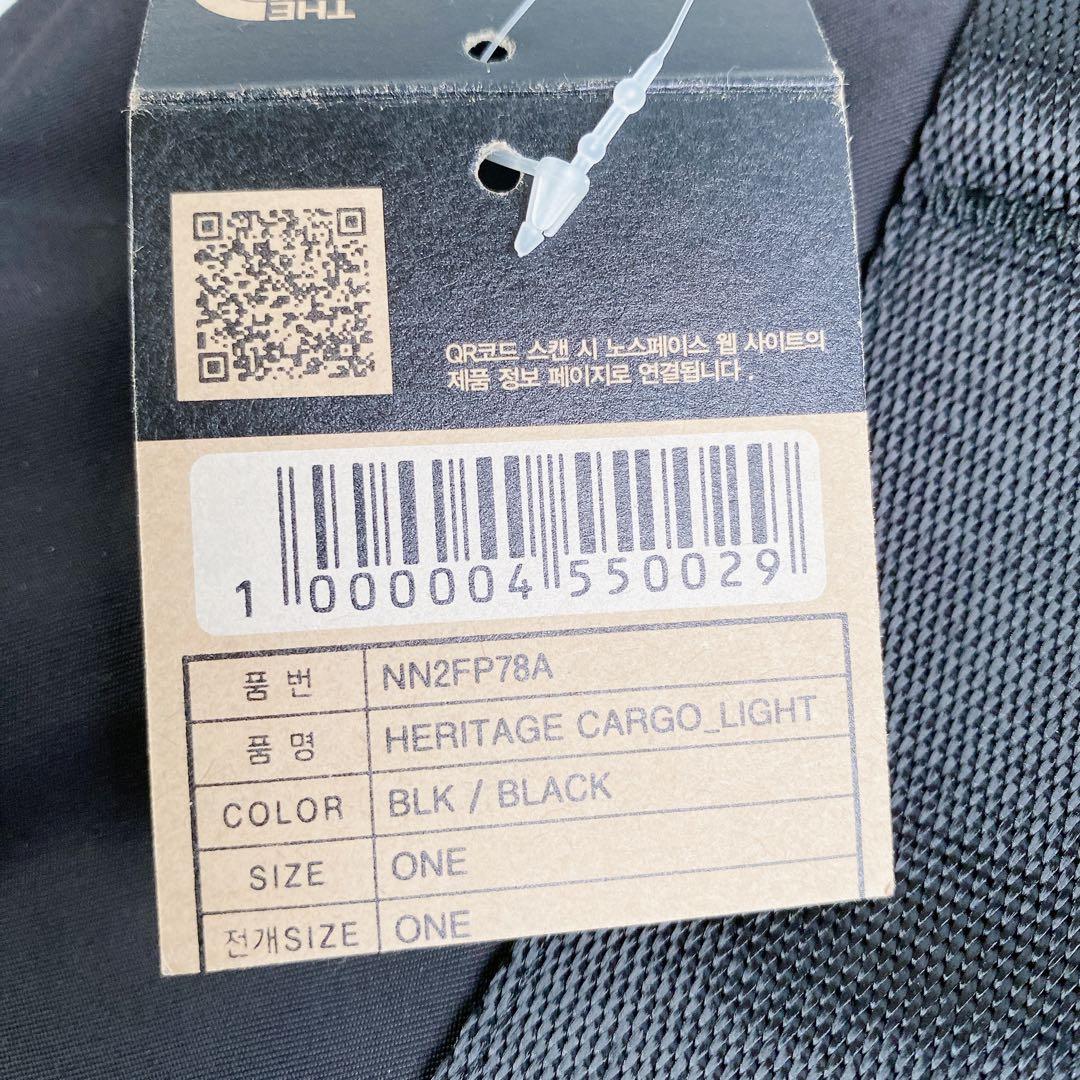 THE
QR코드 스캔 시 노스페이스 웹 사이트의
제품 정보 페이지로 연결됩니다.
1 000004 550029
품 번 NN2FP78A
품 명 HERITAGE CARGO_LIGHT
COLOR BLK / BLACK
SIZE ONE
전개SIZE ONE